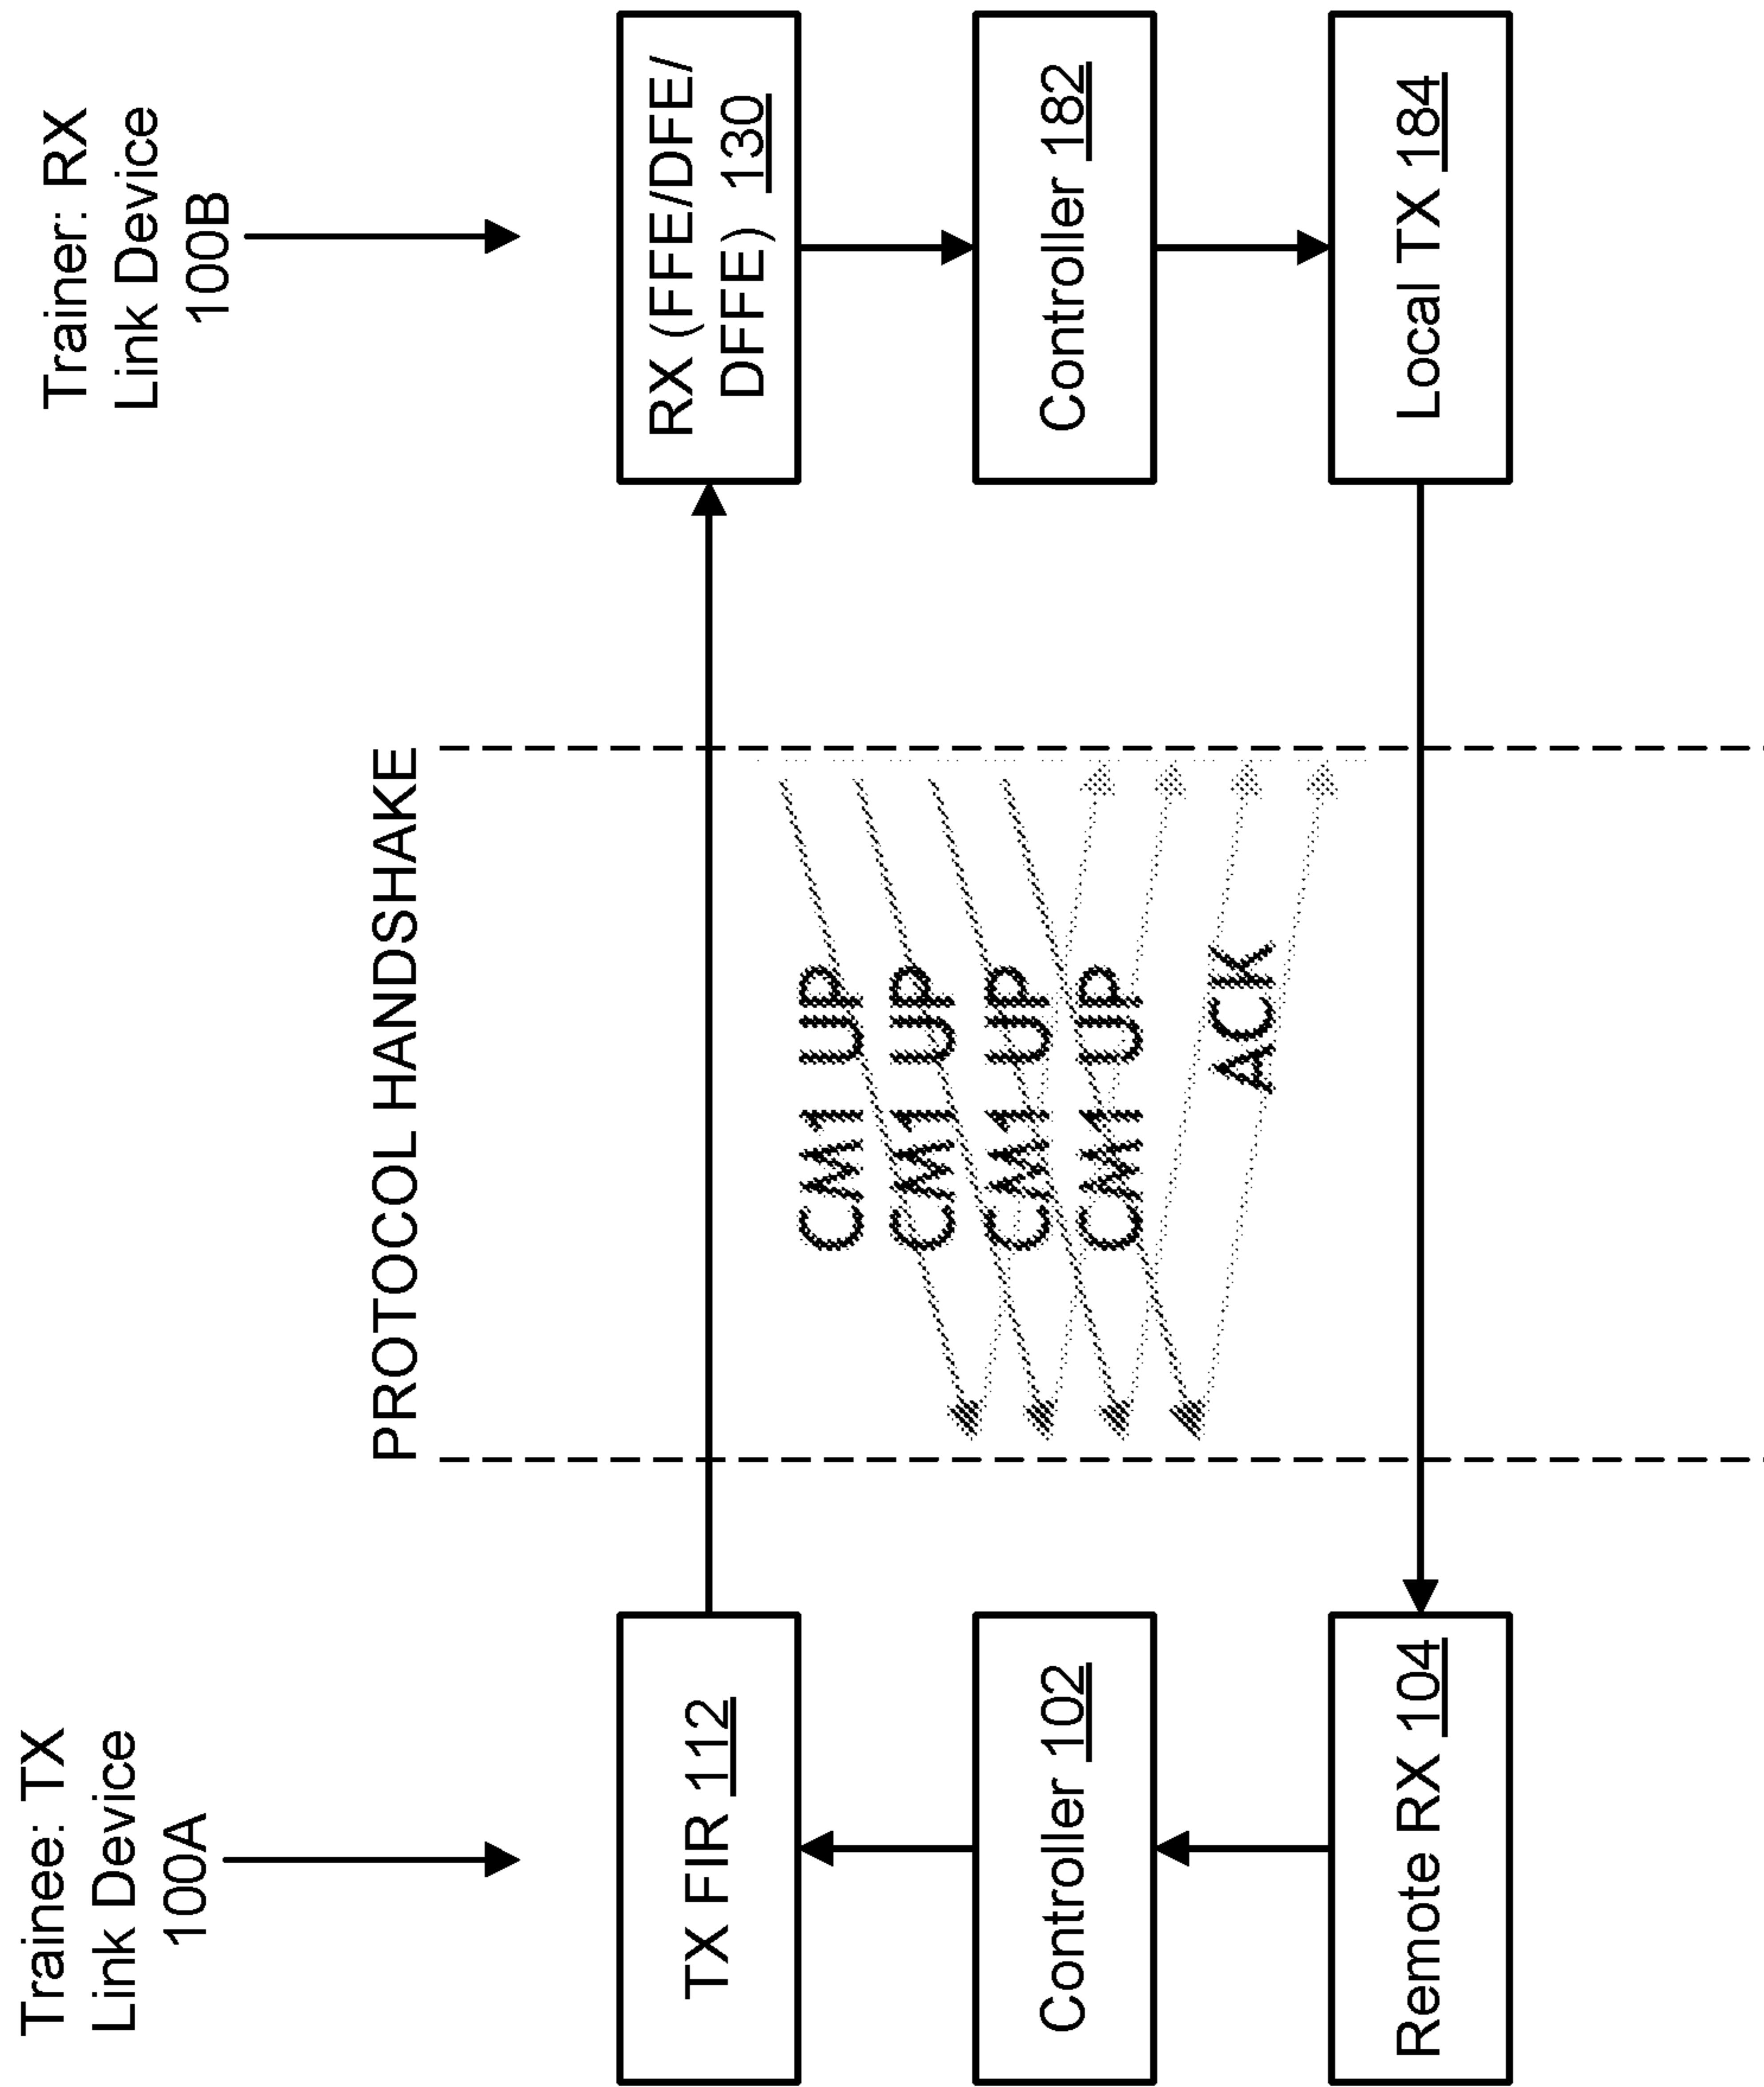 Trainee: TX
Link Device
100A
Trainer: RX
Link Device
100B
PROTOCOL HANDSHAKE
TX FIR 112
RX (FFE/DFE/
DFFE) 130
CM1 UP
CM1 UP
CM1 UP
CM1 UP
ACK
Controller 102
Controller 182
Remote RX 104
Local TX 184